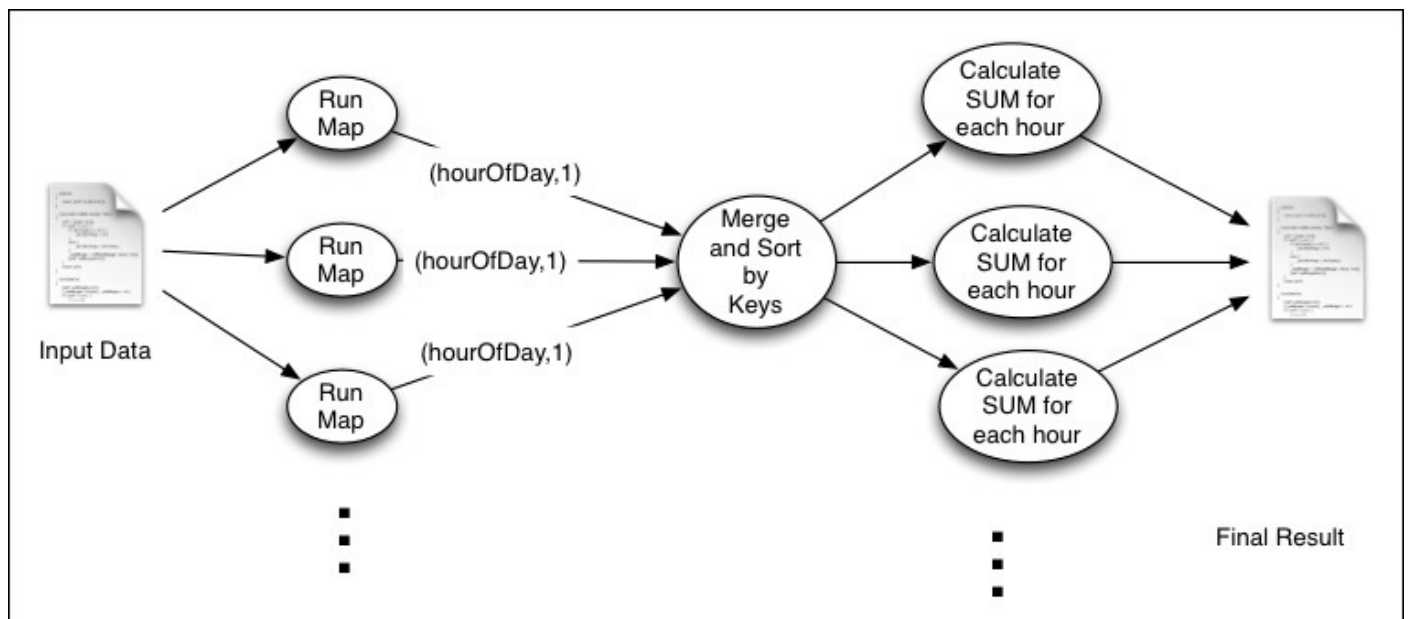 Run
Map
(hourOfDay,1)
Run
Map
(hourOfDay,1)
Run
Map
(hourOfDay,1)
Input Data
Merge
and Sort
by
Keys
Calculate
SUM for
each hour
Calculate
SUM for
each hour
Calculate
SUM for
each hour
Final Result